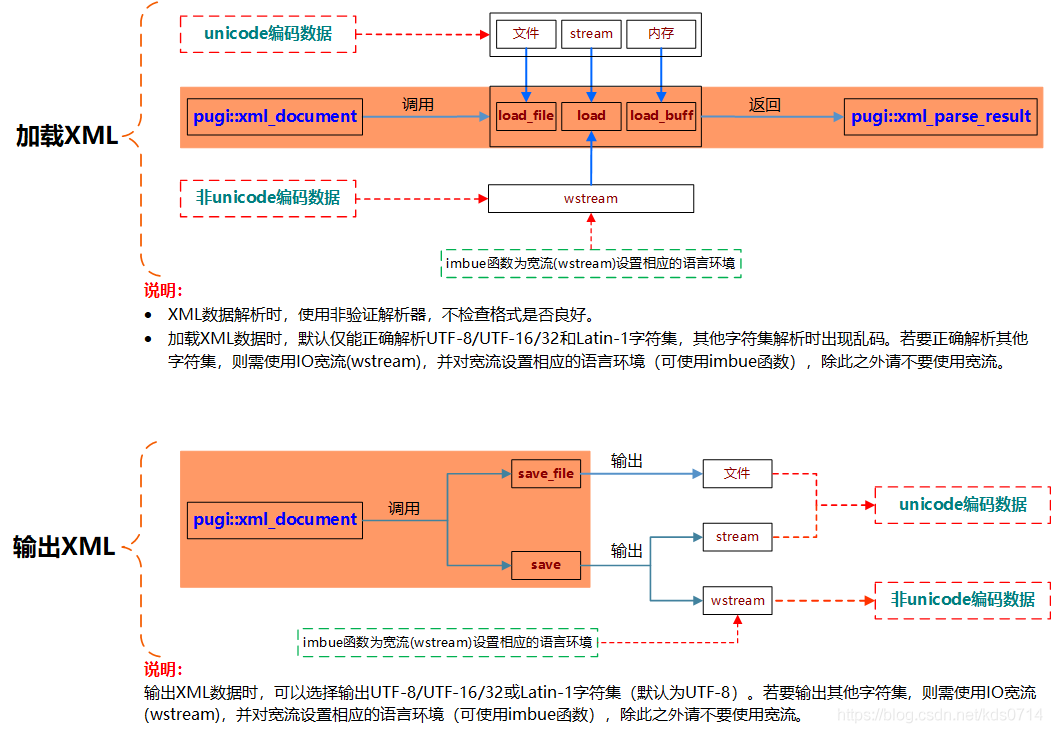 unicode编码数据
文件
stream
内存
加载XML
pugi::xml_document
调用
load_file
load
load_buff
返回
pugi::xml_parse_result
非unicode编码数据
wstream
imbue函数为宽流(wstream)设置相应的语言环境
说明：
• XML数据解析时，使用非验证解析器，不检查格式是否良好。
• 加载XML数据时，默认仅能正确解析UTF-8/UTF-16/32和Latin-1字符集，其他字符集解析时出现乱码。若要正确解析其他
字符集，则需使用IO宽流(wstream)，并对宽流设置相应的语言环境（可使用imbue函数），除此之外请不要使用宽流。
输出XML
pugi::xml_document
调用
save_file
输出
文件
unicode编码数据
stream
save
输出
wstream
非unicode编码数据
imbue函数为宽流(wstream)设置相应的语言环境
说明：
输出XML数据时，可以选择输出UTF-8/UTF-16/32或Latin-1字符集（默认为UTF-8）。若要输出其他字符集，则需使用IO宽流
(wstream)，并对宽流设置相应的语言环境（可使用imbue函数），除此之外请不要使用宽流。
https://blog.csdn.net/kds0714